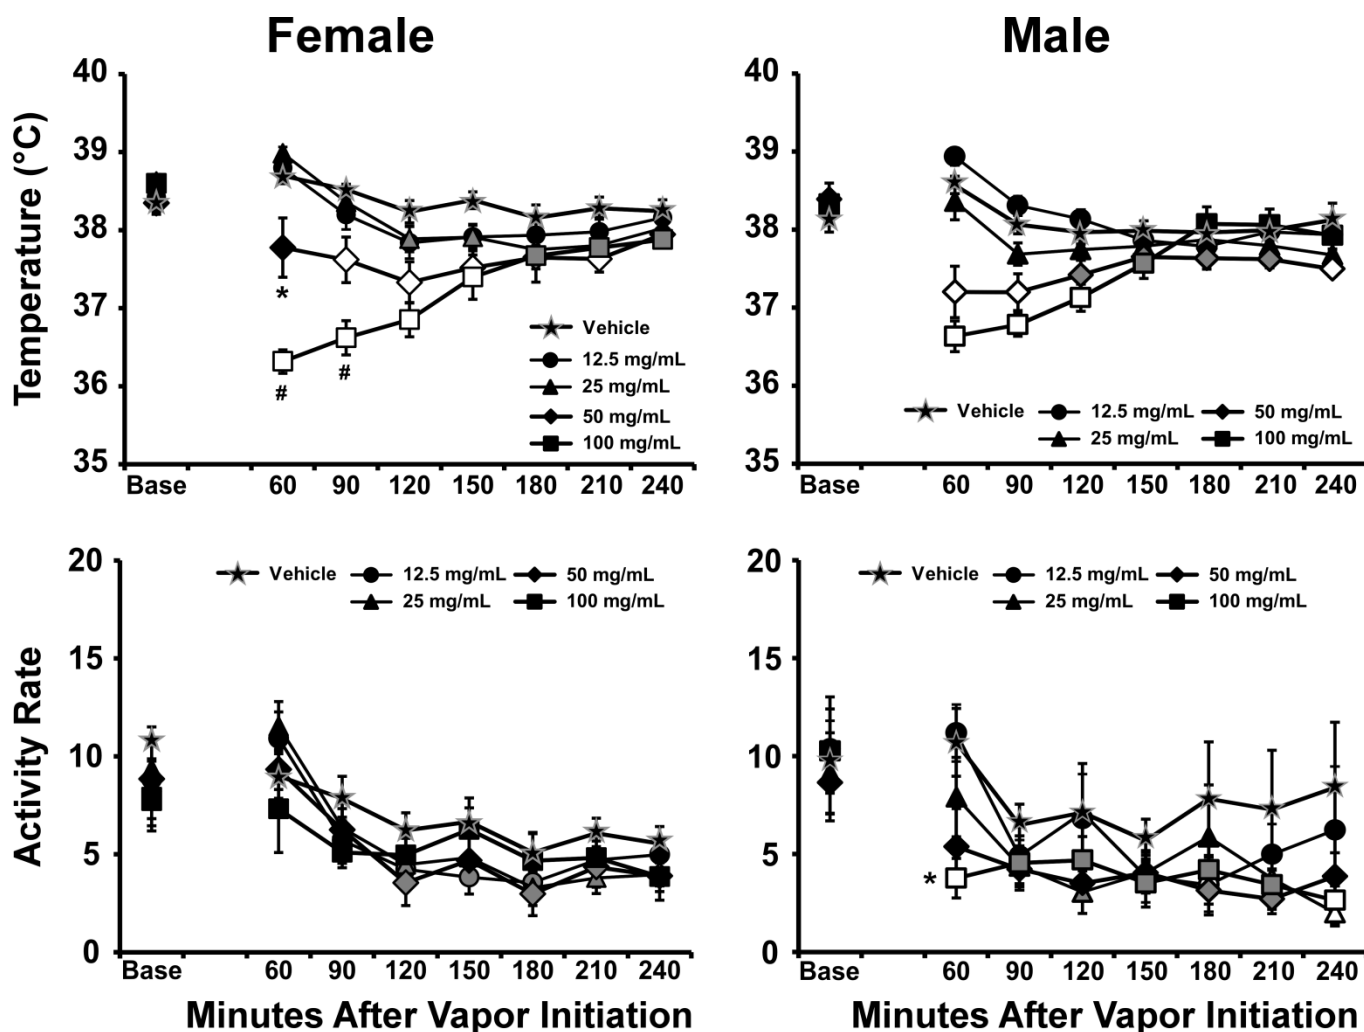 Female
Male
Temperature (°C)
40
39
38
37
36
35
*
#
#
Vehicle
12.5 mg/mL
25 mg/mL
50 mg/mL
100 mg/mL
Base 60 90 120 150 180 210 240
40
39
38
37
36
35
Vehicle 12.5 mg/mL 50 mg/mL
25 mg/mL 100 mg/mL
Base 60 90 120 150 180 210 240
Activity Rate
20
15
10
5
0
Vehicle 12.5 mg/mL 50 mg/mL
25 mg/mL 100 mg/mL
Base 60 90 120 150 180 210 240
Minutes After Vapor Initiation
20
15
10
5
0
Vehicle 12.5 mg/mL 50 mg/mL
25 mg/mL 100 mg/mL
*
Base 60 90 120 150 180 210 240
Minutes After Vapor Initiation